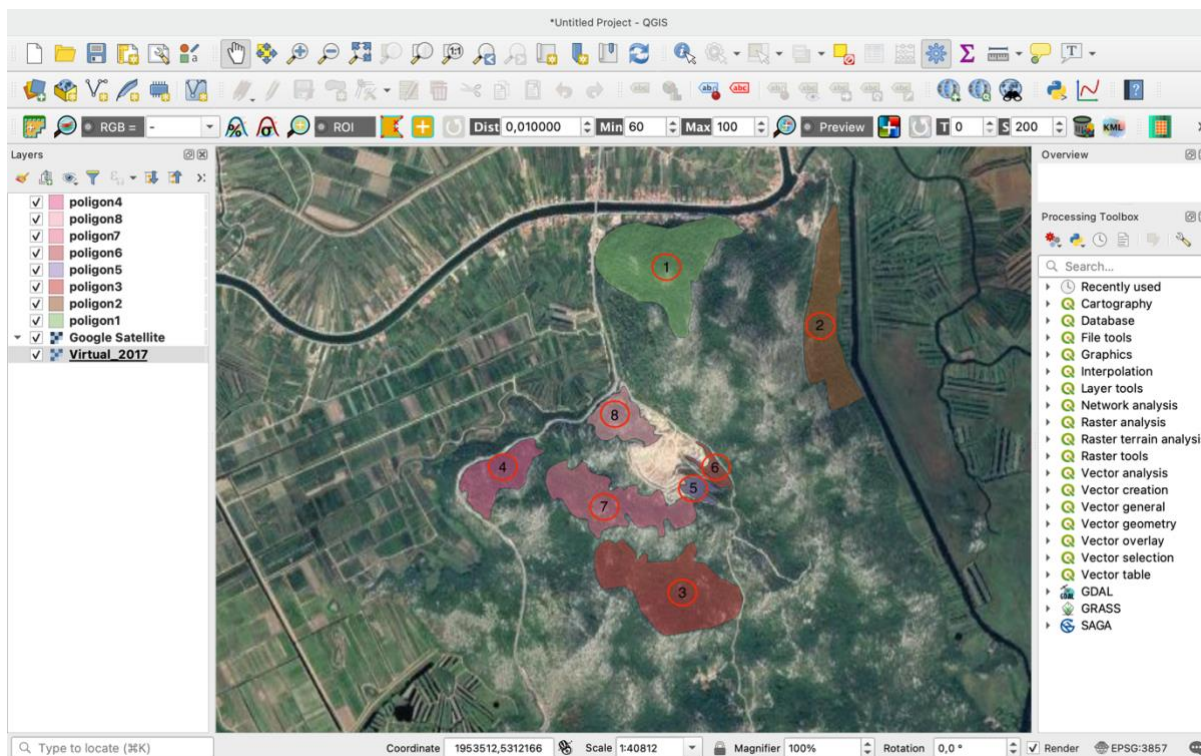 *Untitled Project - QGIS
RGB = -
ROI
Dist 0,010000
Min 60
Max 100
Preview
T 0
S 200
KML
Layers
poligon4
poligon8
poligon7
poligon6
poligon5
poligon3
poligon2
poligon1
Google Satellite
Virtual_2017
1
2
8
4
6
5
7
3
Overview
Processing Toolbox
Search...
Recently used
Cartography
Database
File tools
Graphics
Interpolation
Layer tools
Network analysis
Raster analysis
Raster terrain analysis
Raster tools
Vector analysis
Vector creation
Vector general
Vector geometry
Vector overlay
Vector selection
Vector table
GDAL
GRASS
SAGA
Type to locate (⌘K)
Coordinate 1953512,5312166
Scale 1:40812
Magnifier 100%
Rotation 0,0 °
Render
EPSG:3857